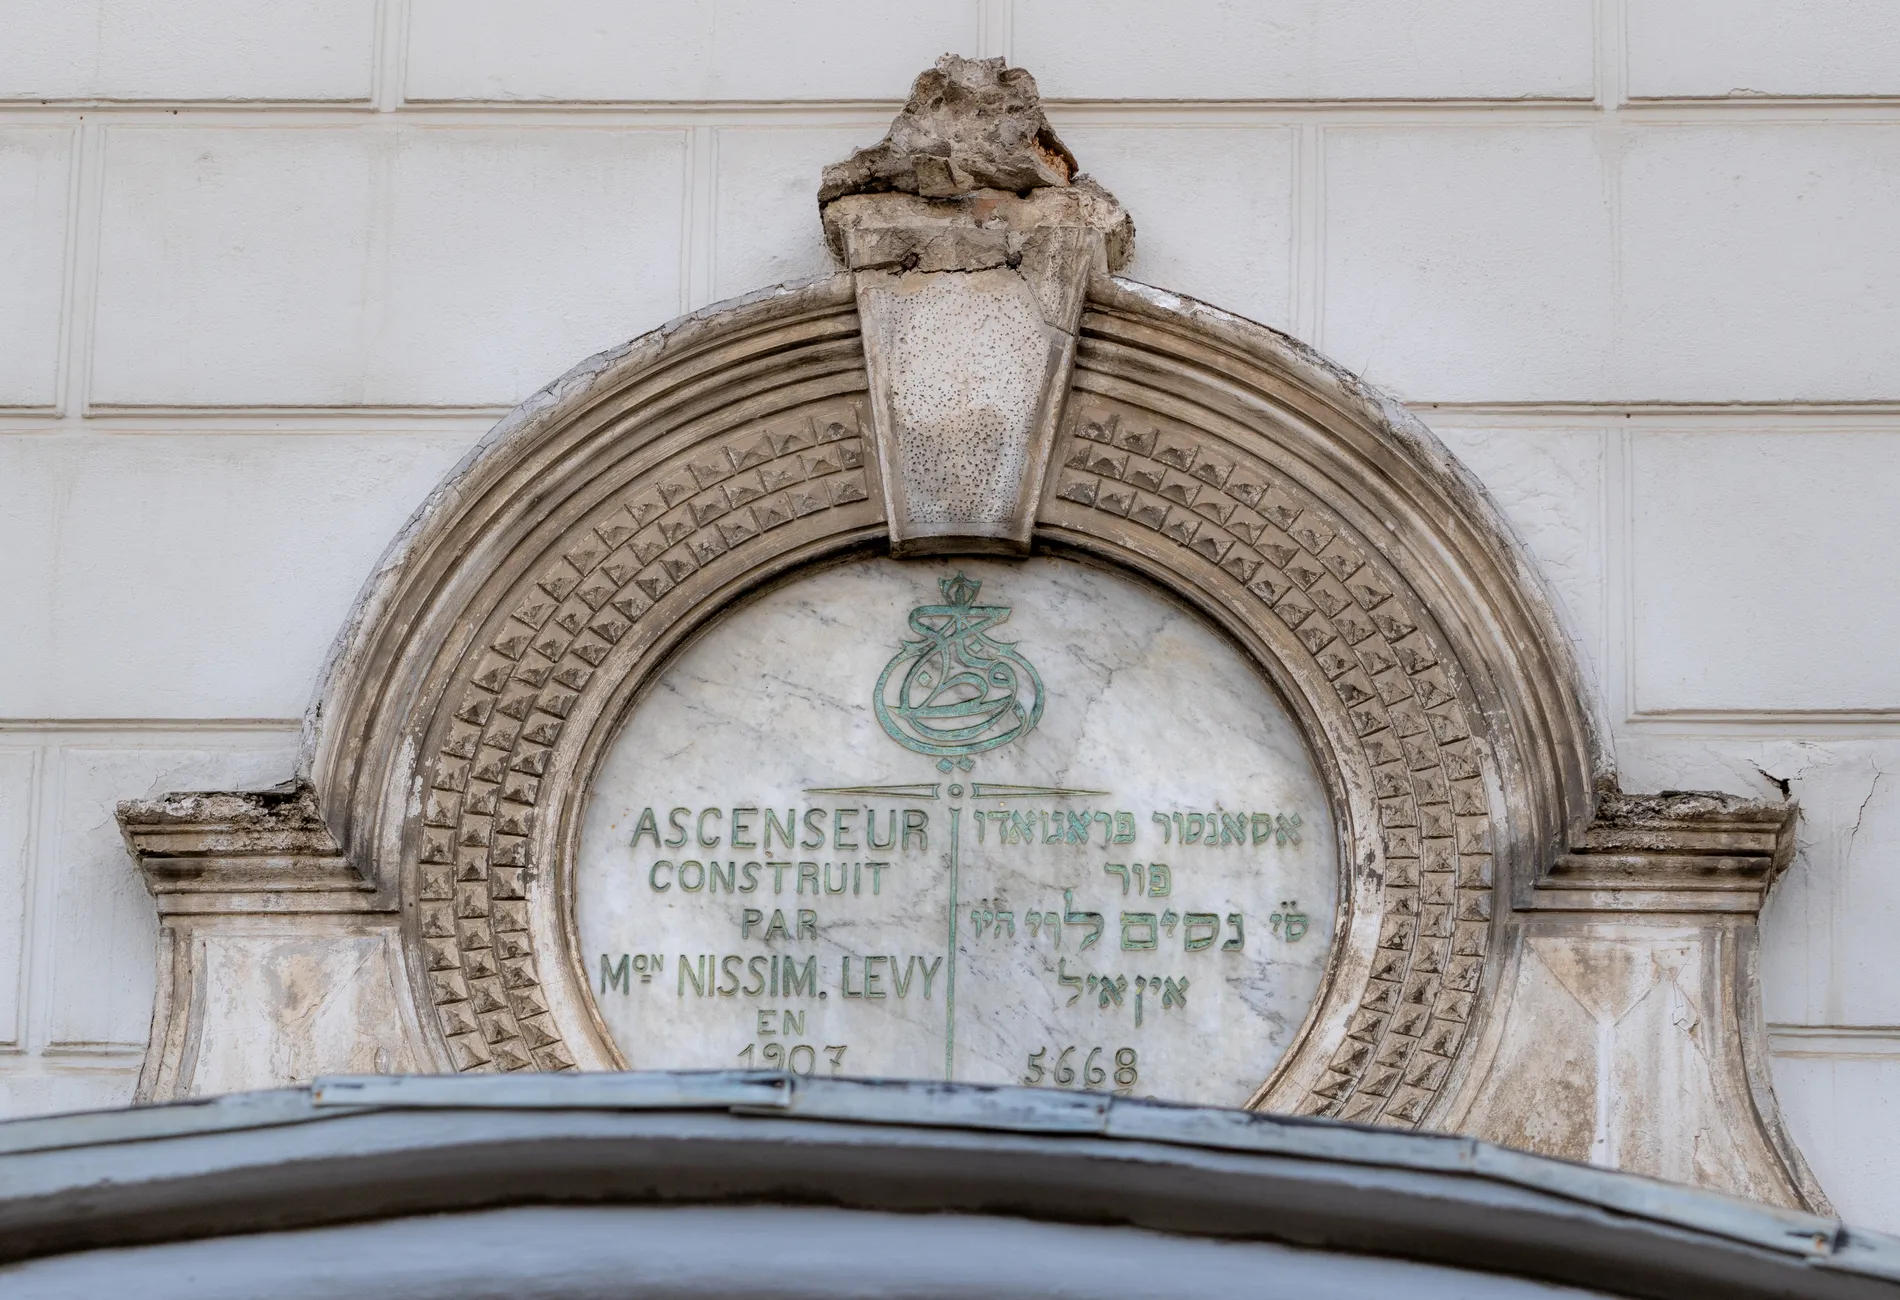 ASCENSEUR
CONSTRUIT
PAR
Mᴼᴺ NISSIM. LEVY
EN
1907
אסאנסור פראגואדו
פור
סי׳ נסים לוי הי״ו
אין איל
5668